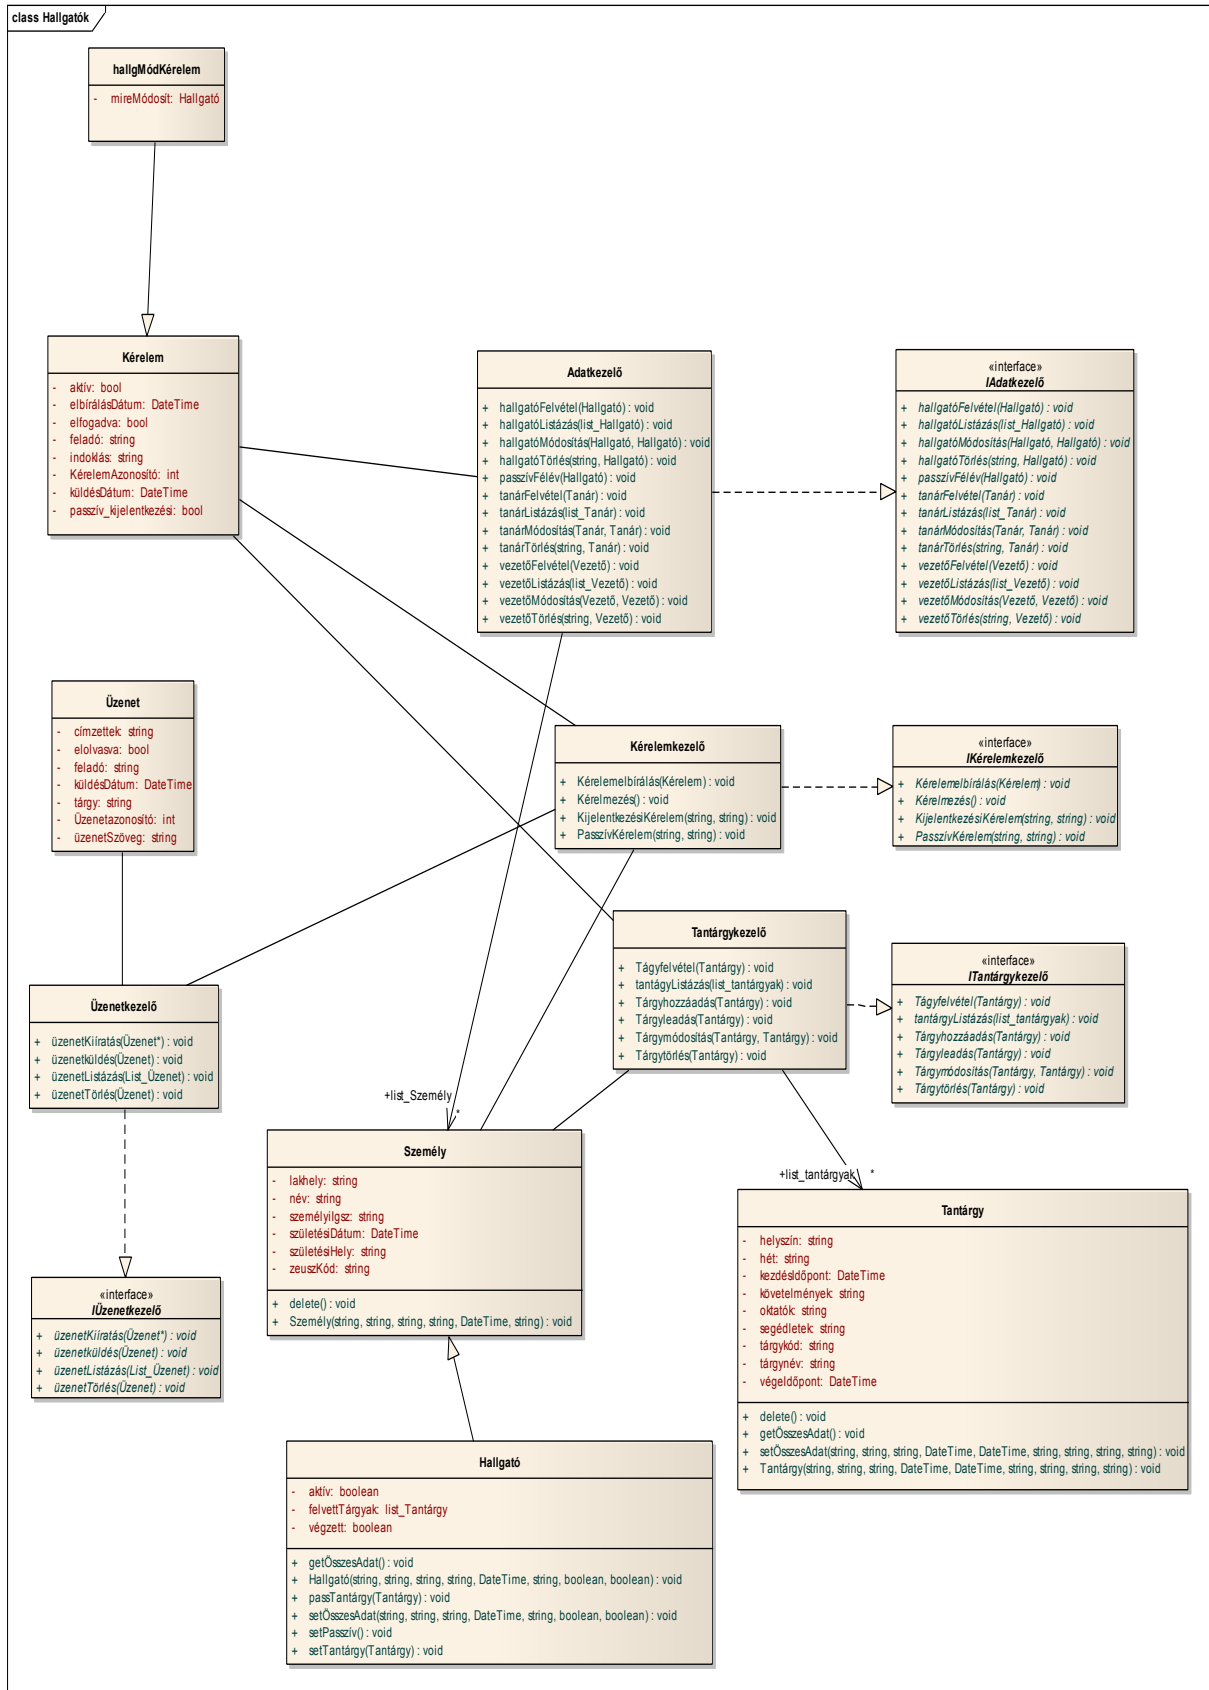 class Hallgatók
hallgMódKérelem
- mireMódosít: Hallgató
Kérelem
- aktív: bool
- elbírálásDátum: DateTime
- elfogadva: bool
- feladó: string
- indoklás: string
- KérelemAzonosító: int
- küldésDátum: DateTime
- passzív_kijelentkezési: bool
Adatkezelő
+ hallgatóFelvétel(Hallgató) : void
+ hallgatóListázás(list_Hallgató) : void
+ hallgatóMódosítás(Hallgató, Hallgató) : void
+ hallgatóTörlés(string, Hallgató) : void
+ passzívFélév(Hallgató) : void
+ tanárFelvétel(Tanár) : void
+ tanárListázás(list_Tanár) : void
+ tanárMódosítás(Tanár, Tanár) : void
+ tanárTörlés(string, Tanár) : void
+ vezetőFelvétel(Vezető) : void
+ vezetőListázás(list_Vezető) : void
+ vezetőMódosítás(Vezető, Vezető) : void
+ vezetőTörlés(string, Vezető) : void
«interface»
IAdatkezelő
+ hallgatóFelvétel(Hallgató) : void
+ hallgatóListázás(list_Hallgató) : void
+ hallgatóMódosítás(Hallgató, Hallgató) : void
+ hallgatóTörlés(string, Hallgató) : void
+ passzívFélév(Hallgató) : void
+ tanárFelvétel(Tanár) : void
+ tanárListázás(list_Tanár) : void
+ tanárMódosítás(Tanár, Tanár) : void
+ tanárTörlés(string, Tanár) : void
+ vezetőFelvétel(Vezető) : void
+ vezetőListázás(list_Vezető) : void
+ vezetőMódosítás(Vezető, Vezető) : void
+ vezetőTörlés(string, Vezető) : void
Üzenet
- címzettek: string
- elolvasva: bool
- feladó: string
- küldésDátum: DateTime
- tárgy: string
- Üzenetazonosító: int
- üzenetSzöveg: string
Kérelemkezelő
+ Kérelemelbírálás(Kérelem) : void
+ Kérelmezés() : void
+ KijelentkezésiKérelem(string, string) : void
+ PasszívKérelem(string, string) : void
«interface»
IKérelemkezelő
+ Kérelemelbírálás(Kérelem) : void
+ Kérelmezés() : void
+ KijelentkezésiKérelem(string, string) : void
+ PasszívKérelem(string, string) : void
Tantárgykezelő
+ Tágyfelvétel(Tantárgy) : void
+ tantágyListázás(list_tantárgyak) : void
+ Tárgyhozzáadás(Tantárgy) : void
+ Tárgyleadás(Tantárgy) : void
+ Tárgymódosítás(Tantárgy, Tantárgy) : void
+ Tárgytörlés(Tantárgy) : void
«interface»
ITantárgykezelő
+ Tágyfelvétel(Tantárgy) : void
+ tantárgyListázás(list_tantárgyak) : void
+ Tárgyhozzáadás(Tantárgy) : void
+ Tárgyleadás(Tantárgy) : void
+ Tárgymódosítás(Tantárgy, Tantárgy) : void
+ Tárgytörlés(Tantárgy) : void
Üzenetkezelő
+ üzenetKiíratás(Üzenet*) : void
+ üzenetküldés(Üzenet) : void
+ üzenetListázás(List_Üzenet) : void
+ üzenetTörlés(Üzenet) : void
+list_Személy
*
Személy
- lakhely: string
- név: string
- személyiIgsz: string
- születésiDátum: DateTime
- születésiHely: string
- zeuszKód: string
+ delete() : void
+ Személy(string, string, string, string, DateTime, string) : void
+list_tantárgyak *
Tantárgy
- helyszín: string
- hét: string
- kezdésIdőpont: DateTime
- követelmények: string
- oktatók: string
- segédletek: string
- tárgykód: string
- tárgynév: string
- végeIdőpont: DateTime
+ delete() : void
+ getÖsszesAdat() : void
+ setÖsszesAdat(string, string, string, DateTime, DateTime, string, string, string, string) : void
+ Tantárgy(string, string, string, DateTime, DateTime, string, string, string, string) : void
«interface»
IÜzenetkezelő
+ üzenetKiíratás(Üzenet*) : void
+ üzenetküldés(Üzenet) : void
+ üzenetListázás(List_Üzenet) : void
+ üzenetTörlés(Üzenet) : void
Hallgató
- aktív: boolean
- felvettTárgyak: list_Tantárgy
- végzett: boolean
+ getÖsszesAdat() : void
+ Hallgató(string, string, string, string, DateTime, string, boolean, boolean) : void
+ passTantárgy(Tantárgy) : void
+ setÖsszesAdat(string, string, string, DateTime, string, boolean, boolean) : void
+ setPasszív() : void
+ setTantárgy(Tantárgy) : void